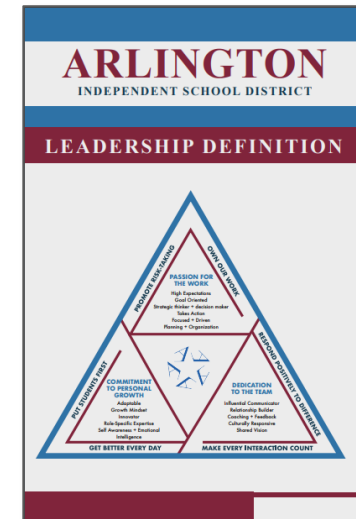 ARLINGTON
INDEPENDENT SCHOOL DISTRICT
LEADERSHIP DEFINITION
PROMOTE RISK-TAKING
OWN OUR WORK
PASSION FOR
THE WORK
High Expectations
Goal Oriented
Strategic thinker + decision maker
Takes Action
Focused + Driven
Planning + Organization
PUT STUDENTS FIRST
RESPOND POSITIVELY TO DIFFERENCE
COMMITMENT
TO PERSONAL
GROWTH
Adaptable
Growth Mindset
Innovator
Role-Specific Expertise
Self Awareness + Emotional
Intelligence
DEDICATION
TO THE TEAM
Influential Communicator
Relationship Builder
Coaching + Feedback
Culturally Responsive
Shared Vision
GET BETTER EVERY DAY
MAKE EVERY INTERACTION COUNT